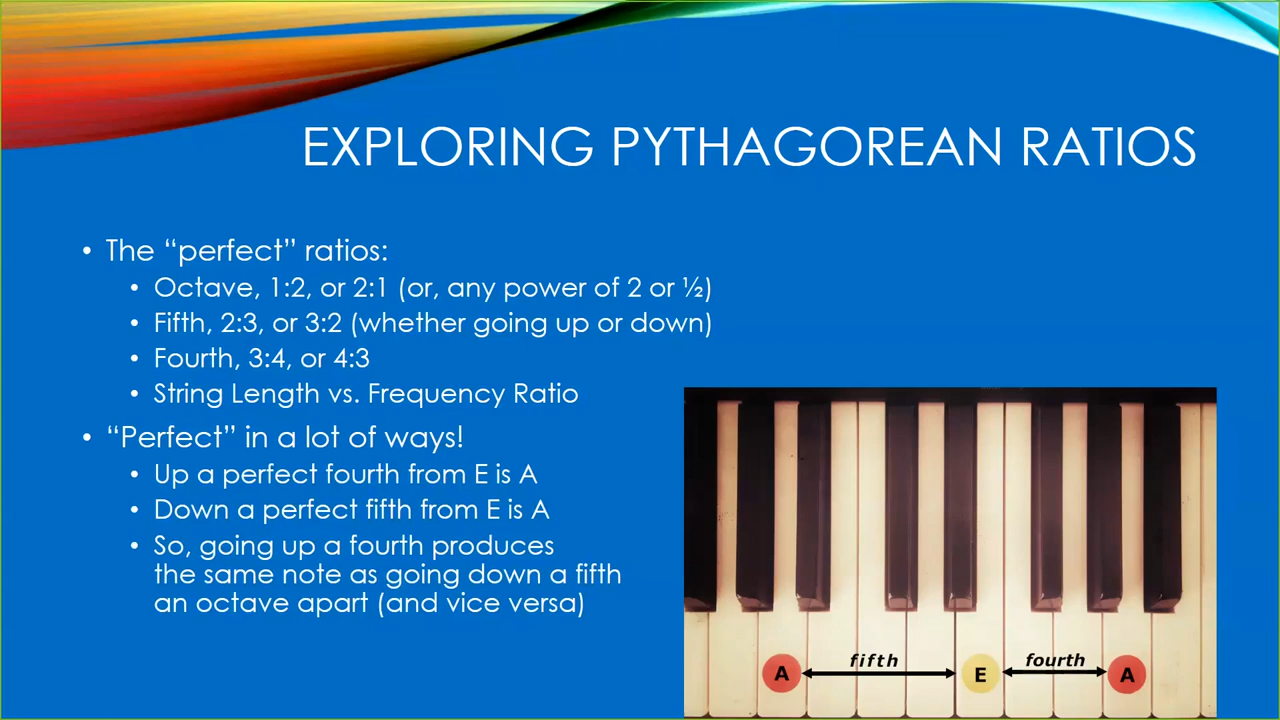 EXPLORING PYTHAGOREAN RATIOS
• The “perfect” ratios:
• Octave, 1:2, or 2:1 (or, any power of 2 or ½)
• Fifth, 2:3, or 3:2 (whether going up or down)
• Fourth, 3:4, or 4:3
• String Length vs. Frequency Ratio
• “Perfect” in a lot of ways!
• Up a perfect fourth from E is A
• Down a perfect fifth from E is A
• So, going up a fourth produces
the same note as going down a fifth
an octave apart (and vice versa)
fifth
fourth
A
E
A